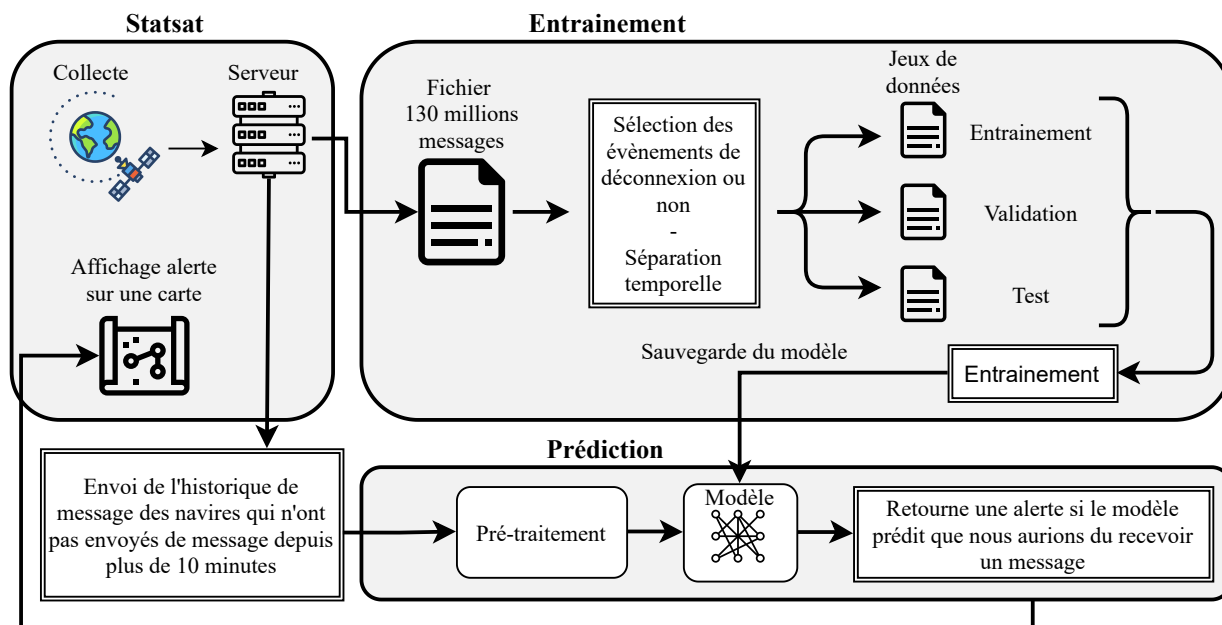 Statsat
Entrainement
Collecte
Serveur
Affichage alerte
sur une carte
Fichier
130 millions
messages
Sélection des
évènements de
déconnexion ou
non
-
Séparation
temporelle
Jeux de
données
Entrainement
Validation
Test
Sauvegarde du modèle
Entrainement
Envoi de l'historique de
message des navires qui n'ont
pas envoyés de message depuis
plus de 10 minutes
Prédiction
Pré-traitement
Modèle
Retourne une alerte si le modèle
prédit que nous aurions du recevoir
un message